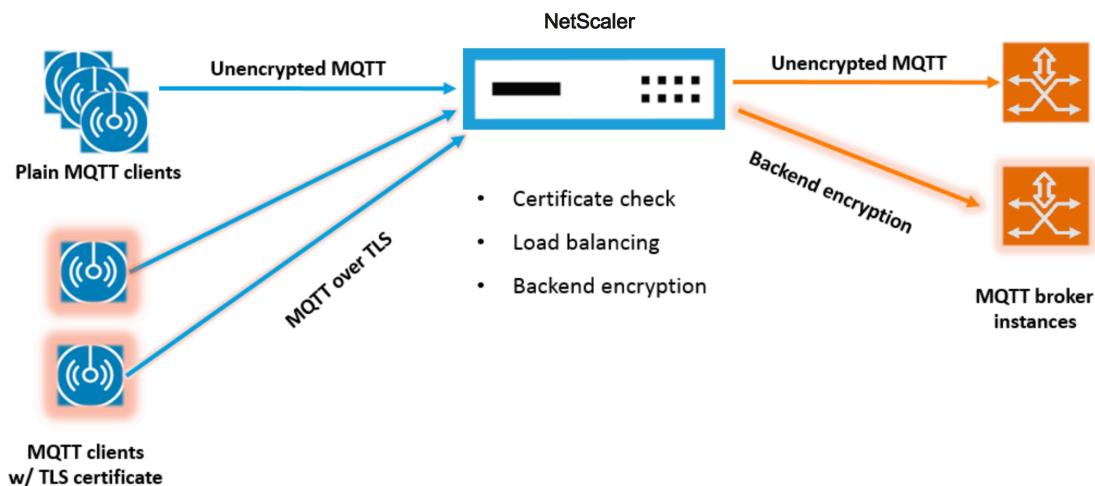 NetScaler
Unencrypted MQTT
Unencrypted MQTT
Plain MQTT clients
Backend encryption
• Certificate check
• Load balancing
• Backend encryption
MQTT over TLS
MQTT broker
instances
MQTT clients
w/ TLS certificate